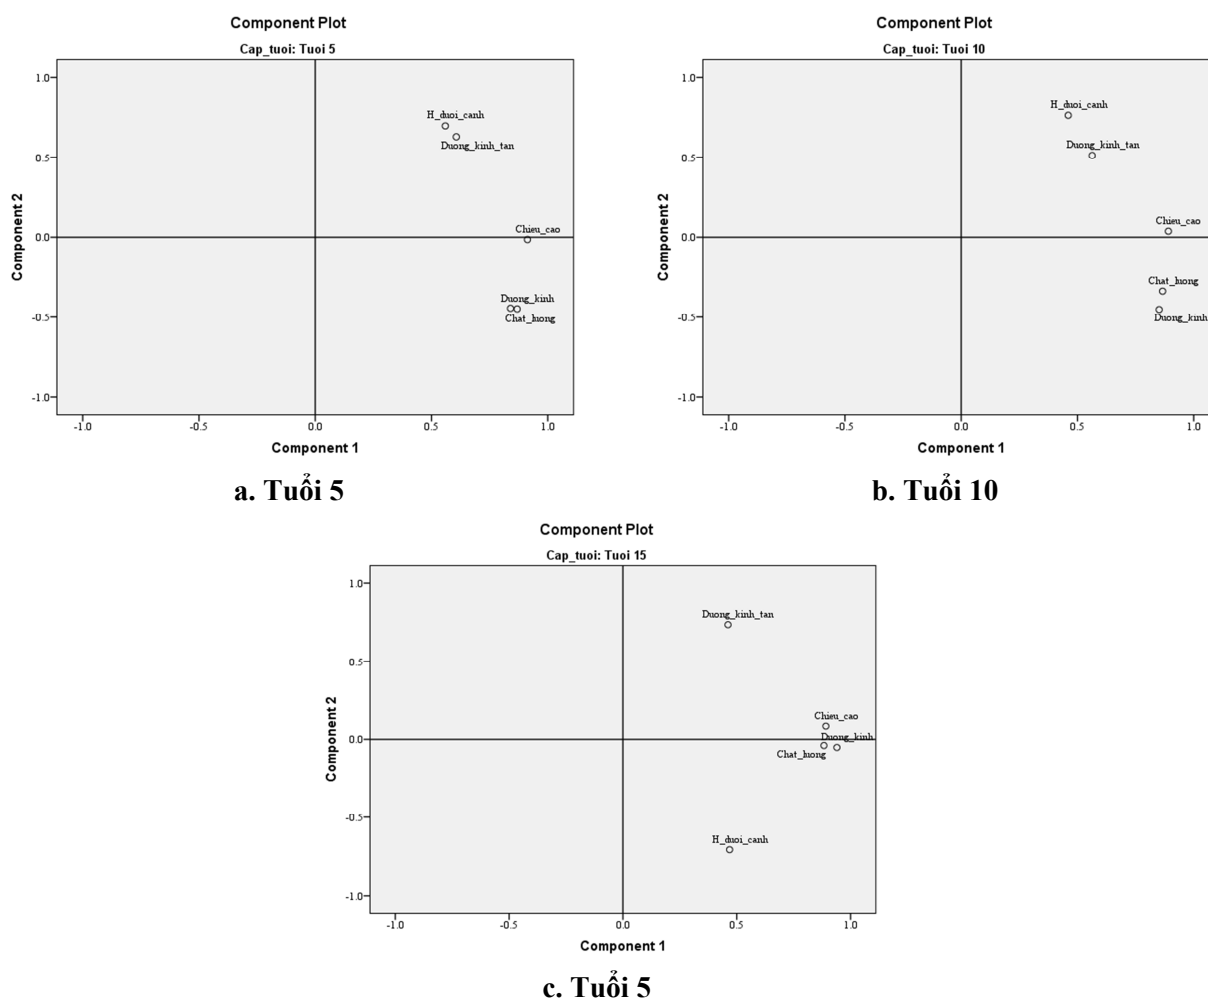 Component Plot
Cap_tuoi: Tuoi 5
Component 2
1.0
0.5
0.0
-0.5
-1.0
H_duoi_canh
Duong_kinh_tan
Chieu_cao
Duong_kinh
Chat_luong
-1.0 -0.5 0.0 0.5 1.0
Component 1
a. Tuổi 5
Component Plot
Cap_tuoi: Tuoi 10
Component 2
1.0
0.5
0.0
-0.5
-1.0
H_duoi_canh
Duong_kinh_tan
Chieu_cao
Chat_luong
Duong_kinh
-1.0 -0.5 0.0 0.5 1.0
Component 1
b. Tuổi 10
Component Plot
Cap_tuoi: Tuoi 15
Component 2
1.0
0.5
0.0
-0.5
-1.0
Duong_kinh_tan
Chieu_cao
Duong_kinh
Chat_luong
H_duoi_canh
-1.0 -0.5 0.0 0.5 1.0
Component 1
c. Tuổi 5